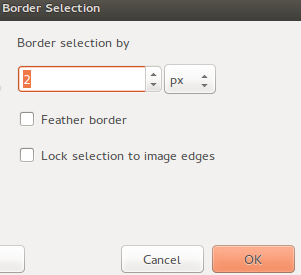 Border Selection
Border selection by
2 px
Feather border
Lock selection to image edges
Cancel OK